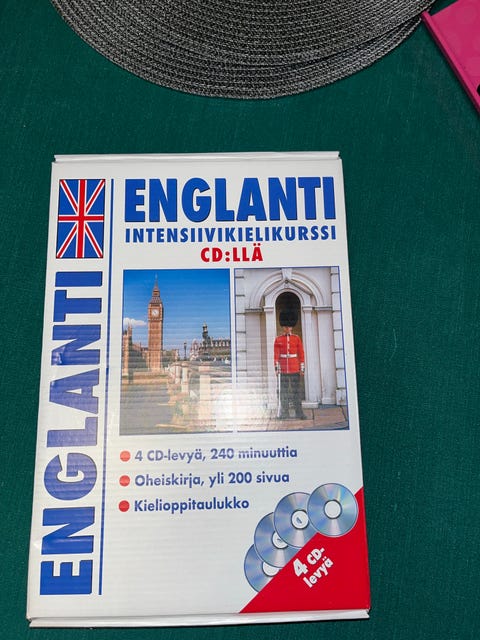 ENGLANTI
INTENSIIVIKIELIKURSSI
CD:LLÄ
ENGLANTI
4 CD-levyä, 240 minuuttia
Oheiskirja, yli 200 sivua
Kielioppitaulukko
4 CD-
levyä